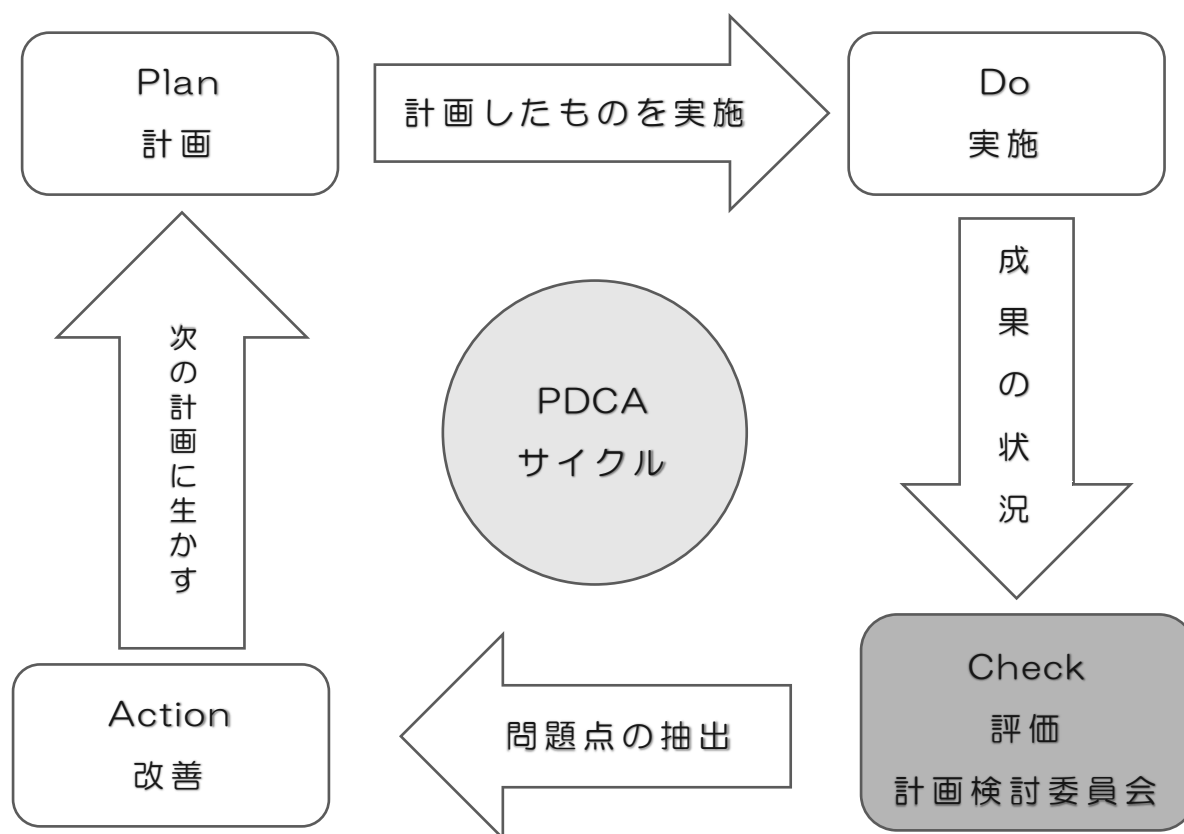 Plan
計画
計画したものを実施
Do
実施
成果の状況
Check
評価
計画検討委員会
問題点の抽出
Action
改善
次の計画に生かす
PDCA
サイクル